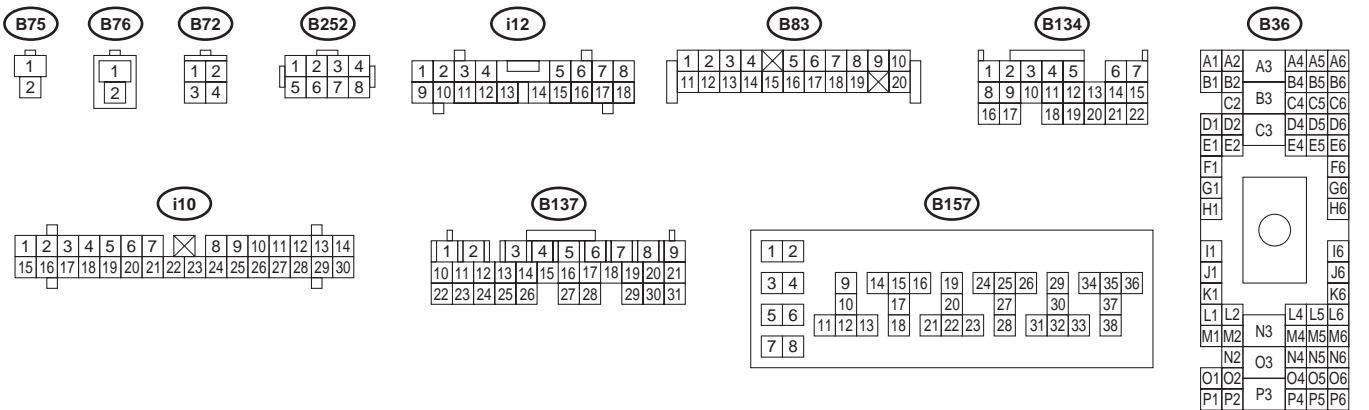 B75 B76 B72 B252 i12 B83 B134 B36
1
2
1
2
1 2
3 4
1 2 3 4
5 6 7 8
1 2 3 4 5 6 7 8
9 10 11 12 13 14 15 16 17 18
1 2 3 4 5 6 7 8 9 10
11 12 13 14 15 16 17 18 19 20
1 2 3 4 5 6 7
8 9 10 11 12 13 14 15
16 17 18 19 20 21 22
A1 A2 A3 A4 A5 A6
B1 B2 B4 B5 B6
B3
C2 C4 C5 C6
D1 D2 C3 D4 D5 D6
E1 E2 E4 E5 E6
F1 F6
G1 G6
H1 H6
I1 I6
J1 J6
K1 K6
L1 L2 L4 L5 L6
M1 M2 N3 M4 M5 M6
N2 O3 N4 N5 N6
O1 O2 O4 O5 O6
P1 P2 P3 P4 P5 P6
i10 B137 B157
1 2 3 4 5 6 7 8 9 10 11 12 13 14
15 16 17 18 19 20 21 22 23 24 25 26 27 28 29 30
1 2 3 4 5 6 7 8 9
10 11 12 13 14 15 16 17 18 19 20 21
22 23 24 25 26 27 28 29 30 31
1 2
3 4 9 14 15 16 19 24 25 26 29 34 35 36
10 17 20 27 30 37
5 6 11 12 13 18 21 22 23 28 31 32 33 38
7 8